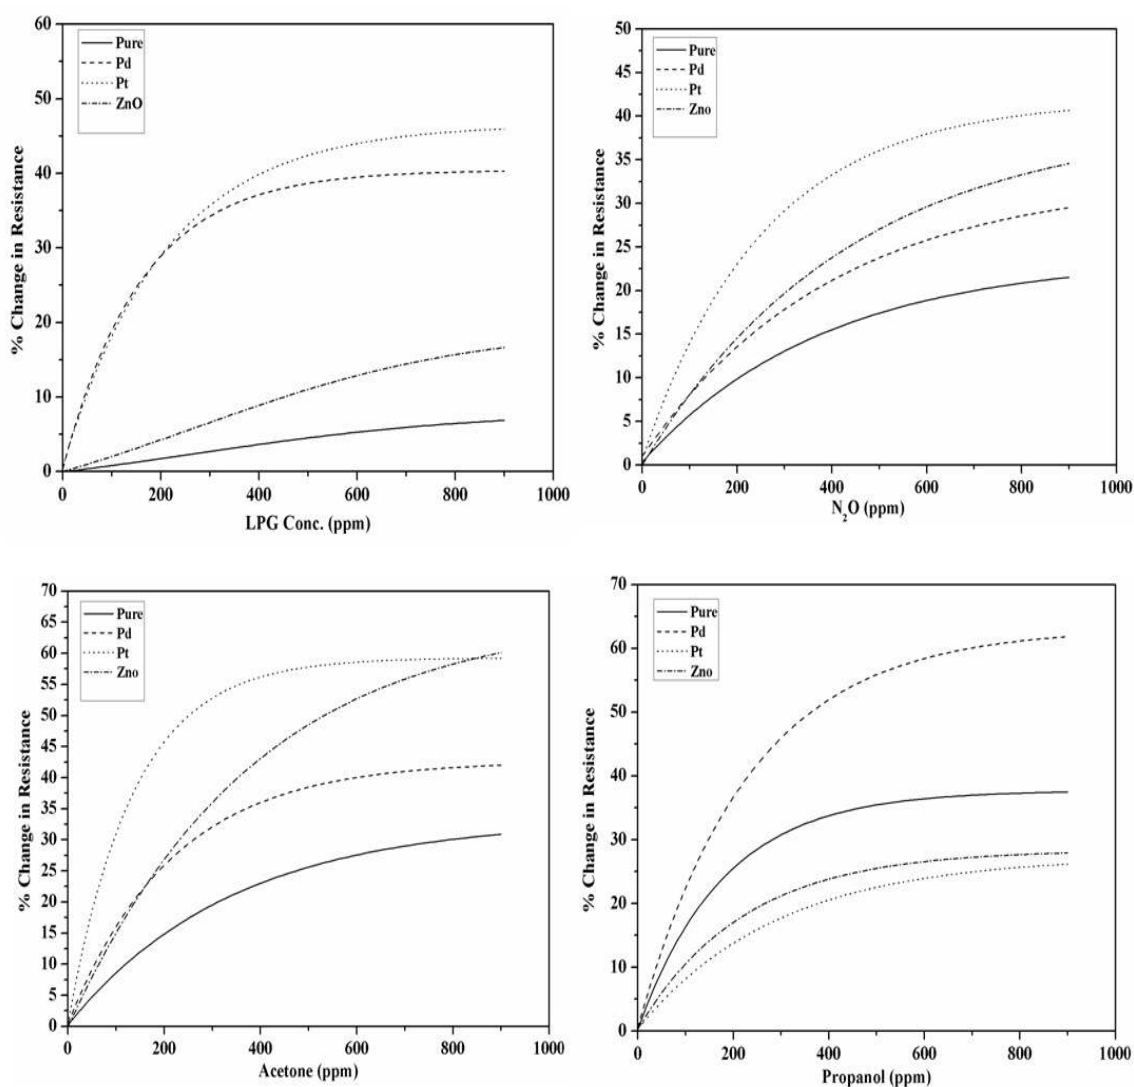 60
50
40
30
20
10
0
% Change in Resistance
Pure
Pd
Pt
ZnO
0 200 400 600 800 1000
LPG Conc. (ppm)
50
45
40
35
30
25
20
15
10
5
0
% Change in Resistance
Pure
Pd
Pt
Zno
0 200 400 600 800 1000
N₂O (ppm)
70
65
60
55
50
45
40
35
30
25
20
15
10
5
0
% Change in Resistance
Pure
Pd
Pt
Zno
0 200 400 600 800 1000
Acetone (ppm)
70
60
50
40
30
20
10
0
% Change in Resistance
Pure
Pd
Pt
Zno
0 200 400 600 800 1000
Propanol (ppm)